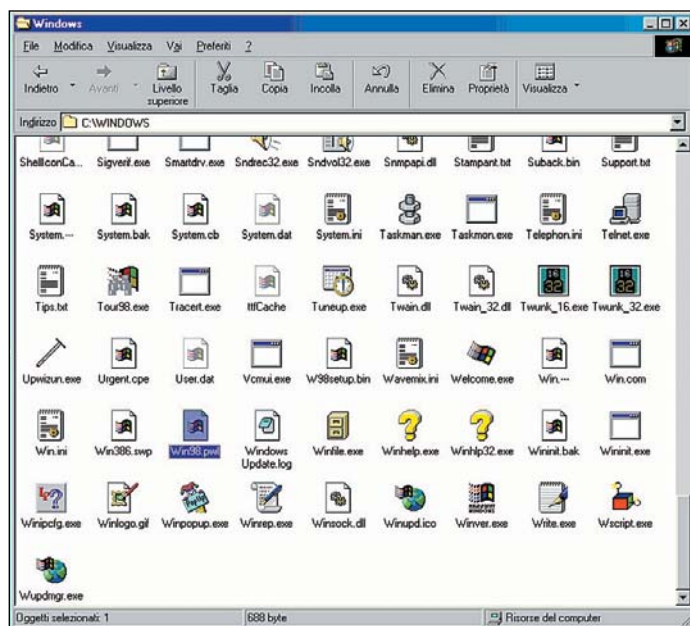 Windows
File Modifica Visualizza Vai Preferiti ?
Indietro Avanti Livello superiore Taglia Copia Incolla Annulla Elimina Proprietà Visualizza
Indirizzo C:\WINDOWS
ShellIconCa... Sigverif.exe Smartdrv.exe Sndrec32.exe Sndvol32.exe Snmpapi.dll Stampant.txt Suback.bin Support.txt
System.--- System.bak System.cb System.dat System.ini Taskman.exe Taskmon.exe Telephon.ini Telnet.exe
Tips.txt Tour98.exe Tracert.exe ttfCache Tuneup.exe Twain.dll Twain_32.dll Twunk_16.exe Twunk_32.exe
Upwizun.exe Urgent.cpe User.dat Vcmui.exe W98setup.bin Wavemix.ini Welcome.exe Win.--- Win.com
Win.ini Win386.swp Win98.pwl Windows Update.log Winfile.exe Winhelp.exe Winhlp32.exe Wininit.bak Wininit.exe
Winipcfg.exe Winlogo.gif Winpopup.exe Winrep.exe Winsock.dll Winupd.ico Winver.exe Write.exe Wscript.exe
Wupdmgr.exe
Oggetti selezionati: 1 688 byte Risorse del computer